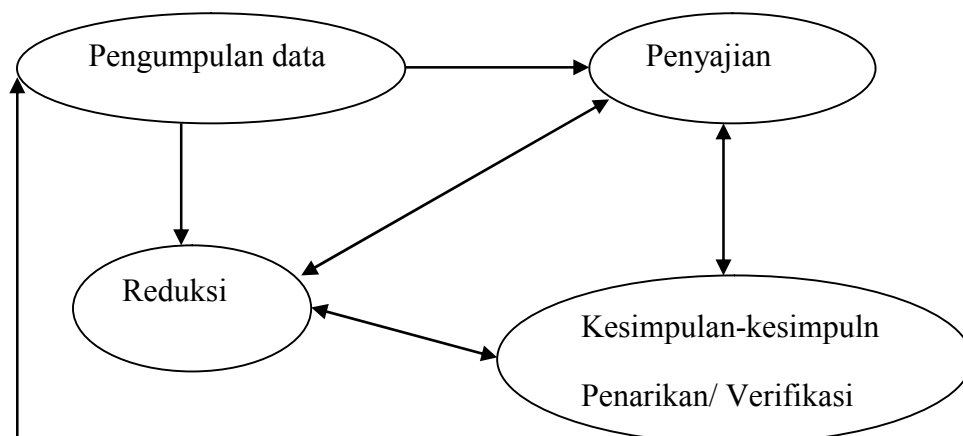 Pengumpulan data
Penyajian
Reduksi
Kesimpulan-kesimpuln
Penarikan/ Verifikasi